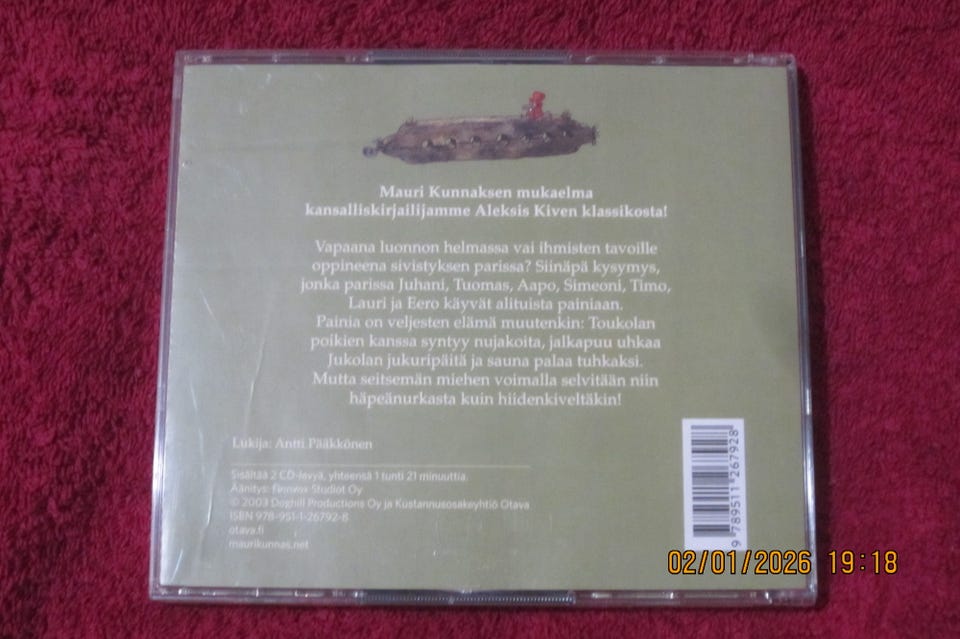 Mauri Kunnaksen mukaelma
kansalliskirjailijamme Aleksis Kiven klassikosta!
Vapaana luonnon helmassa vai ihmisten tavoille
oppineena sivistyksen parissa? Siinäpä kysymys,
jonka parissa Juhani, Tuomas, Aapo, Simeoni, Timo,
Lauri ja Eero käyvät alituista painiaan.
Painia on veljesten elämä muutenkin: Toukolan
poikien kanssa syntyy nujakoita, jalkapuu uhkaa
Jukolan jukuripäitä ja sauna palaa tuhkaksi.
Mutta seitsemän miehen voimalla selvitään niin
häpeänurkasta kuin hiidenkiveltäkin!
Lukija: Antti Pääkkönen
Sisältää 2 CD-levyä, yhteensä 1 tunti 21 minuuttia.
Äänitys: Finnvox Studiot Oy
© 2003 Doghill Productions Oy ja Kustannusosakeyhtiö Otava
ISBN 978-951-1-26792-8
otava.fi
maurikunnas.net
9 789511 267928
02/01/2026 19:18